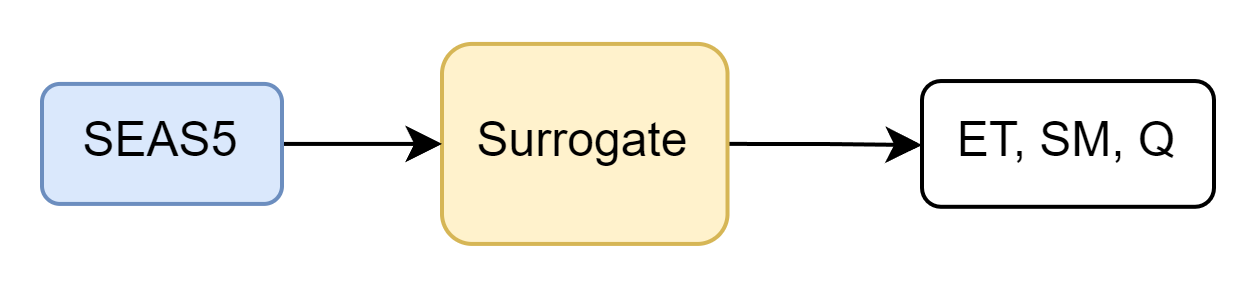 SEAS5
Surrogate
ET, SM, Q